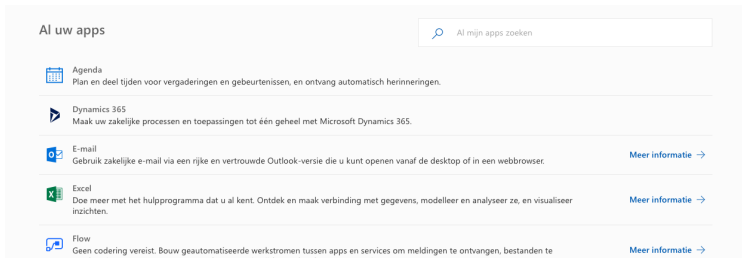 Al uw apps
Al mijn apps zoeken
Agenda
Plan en deel tijden voor vergaderingen en gebeurtenissen, en ontvang automatisch herinneringen.
Dynamics 365
Maak uw zakelijke processen en toepassingen tot één geheel met Microsoft Dynamics 365.
E-mail
Gebruik zakelijke e-mail via een rijke en vertrouwde Outlook-versie die u kunt openen vanaf de desktop of in een webbrowser.
Meer informatie →
Excel
Doe meer met het hulpprogramma dat u al kent. Ontdek en maak verbinding met gegevens, modelleer en analyseer ze, en visualiseer
inzichten.
Meer informatie →
Flow
Geen codering vereist. Bouw geautomatiseerde werkstromen tussen apps en services om meldingen te ontvangen, bestanden te
Meer informatie →